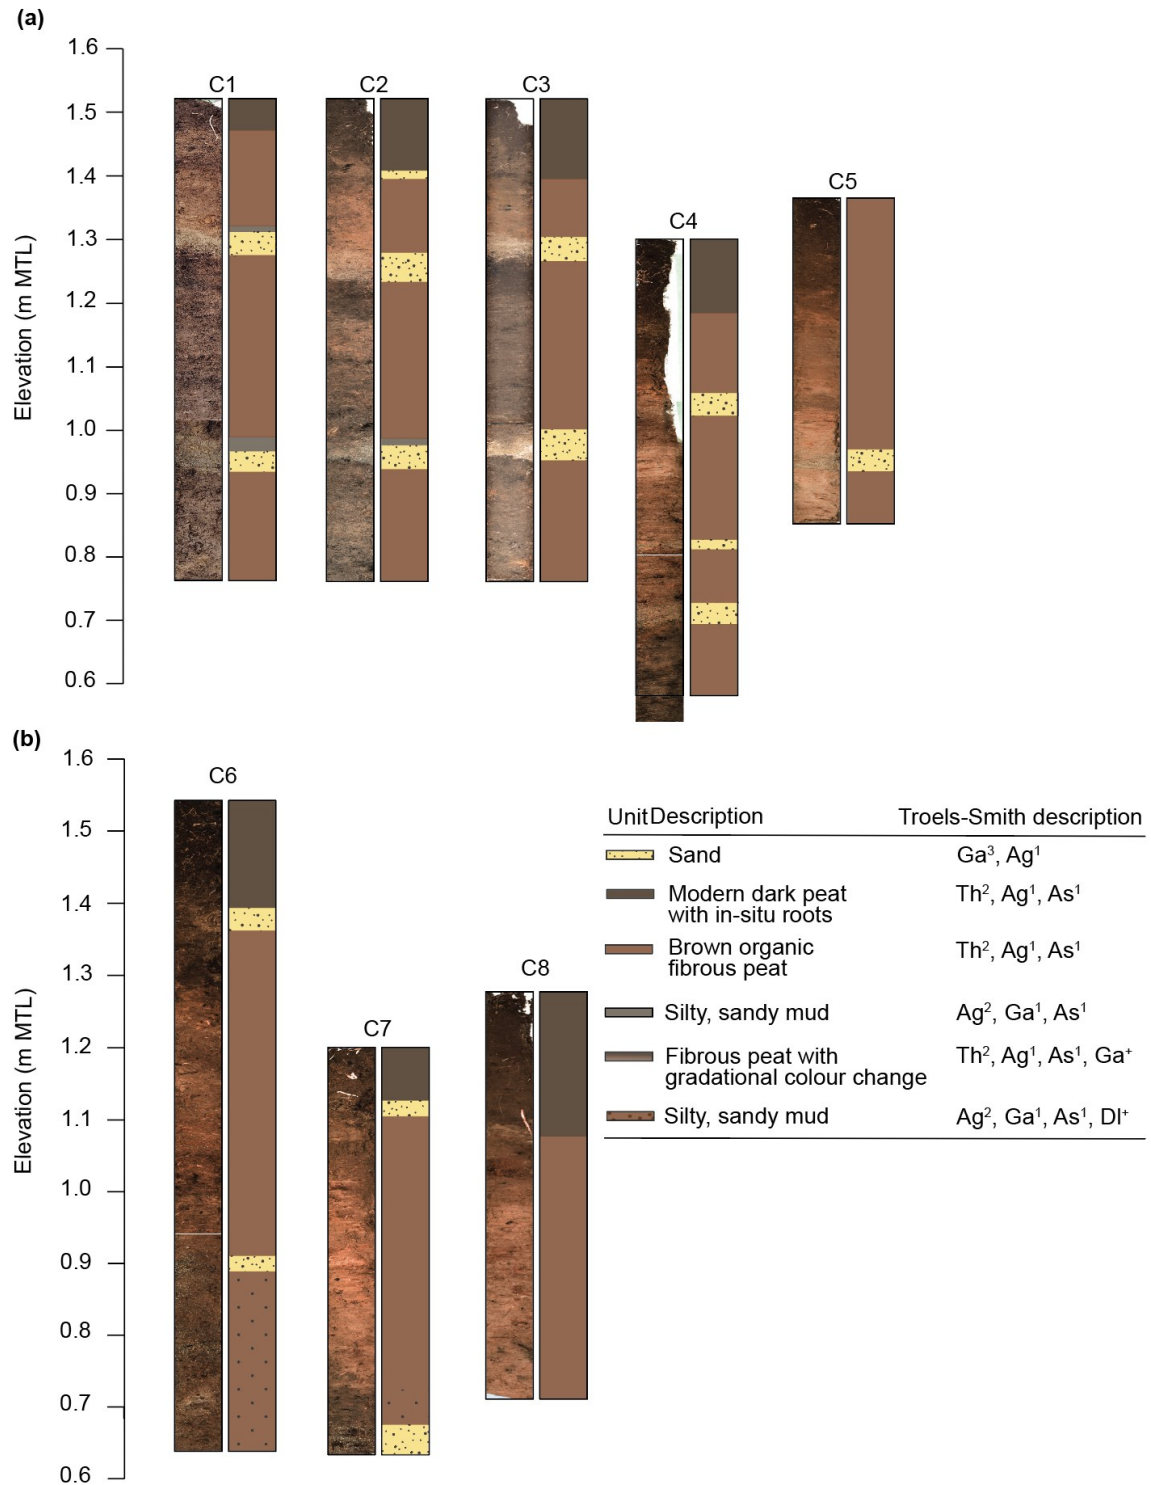 (a)
1.6
C1 C2 C3
1.5
1.4
C5
1.3
C4
1.2
1.1
1.0
0.9
0.8
0.7
0.6
Elevation (m MTL)
(b)
1.6
C6
1.5
1.4
1.3
C8
1.2
C7
1.1
1.0
0.9
0.8
0.7
0.6
Elevation (m MTL)
Unit Description Troels-Smith description
Sand Ga³, Ag¹
Modern dark peat Th², Ag¹, As¹
with in-situ roots
Brown organic Th², Ag¹, As¹
fibrous peat
Silty, sandy mud Ag², Ga¹, As¹
Fibrous peat with Th², Ag¹, As¹, Ga⁺
gradational colour change
Silty, sandy mud Ag², Ga¹, As¹, Dl⁺